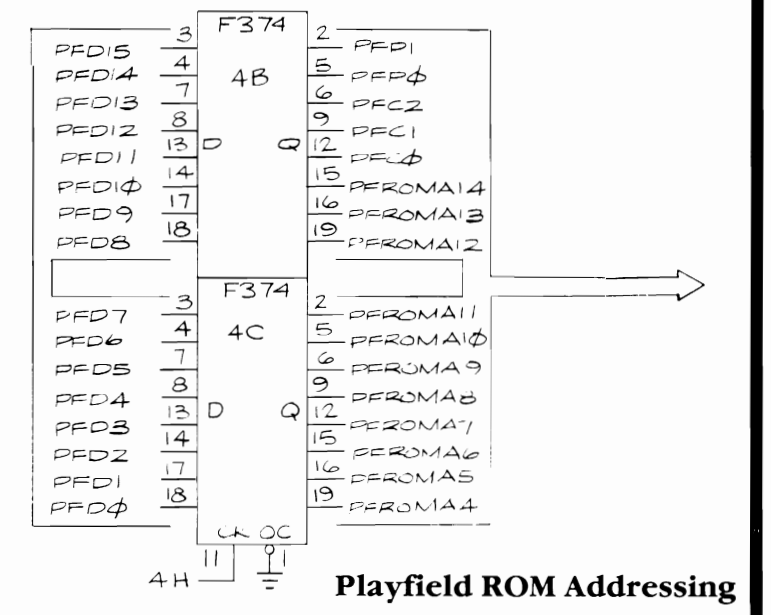 F374
3 2
PFD15 PFP1
4 5
PFD14 4B PFPØ
7 6
PFD13 PFC2
8 9
PFD12 PFC1
13 D Q 12
PFD11 PFCØ
14 15
PFD1Ø PFROMA14
17 16
PFD9 PFROMA13
18 19
PFD8 PFROMA12
F374
3 2
PFD7 PFROMA11
4 4C 5
PFD6 PFROMA1Ø
7 6
PFD5 PFROMA9
8 9
PFD4 PFROMA8
13 D Q 12
PFD3 PFROMA7
14 15
PFD2 PFROMA6
17 16
PFD1 PFROMA5
18 19
PFDØ PFROMA4
CK OC
11 1
4H
Playfield ROM Addressing